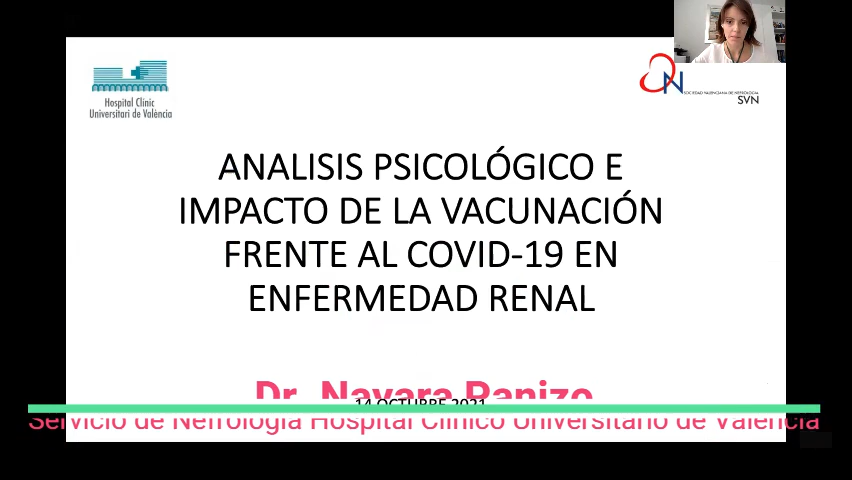 Hospital Clínic
Universitari de València
SOCIEDAD VALENCIANA DE NEFROLOGIA
SVN
ANALISIS PSICOLÓGICO E
IMPACTO DE LA VACUNACIÓN
FRENTE AL COVID-19 EN
ENFERMEDAD RENAL
Dr. Nayara Panizo
14 OCTUBRE 2021
Servicio de Nefrología Hospital Clínico Universitario de Valencia